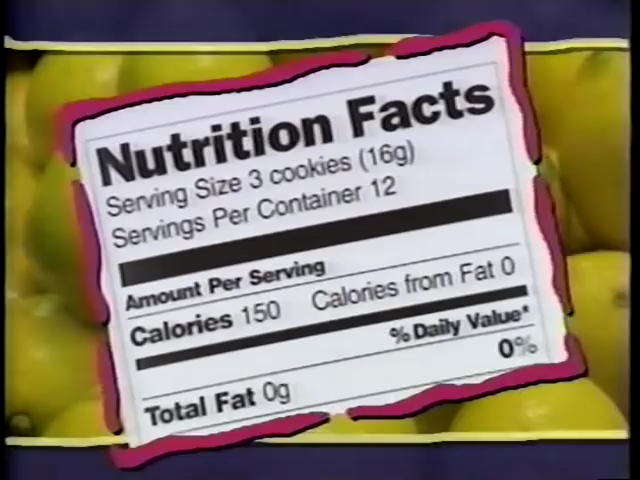 Nutrition Facts
Serving Size 3 cookies (16g)
Servings Per Container 12
Amount Per Serving
Calories 150 Calories from Fat 0
% Daily Value*
Total Fat 0g 0%